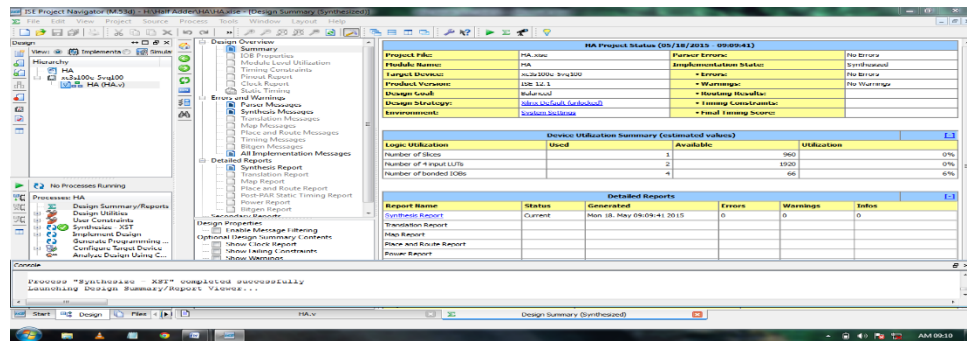 ISE Project Navigator (M.53d) - H:\Half Adder\HA\HA.xise - [Design Summary (Synthesized)]
File Edit View Project Source Process Tools Window Layout Help
Design
View: Implementa Simula
Hierarchy
HA
xc3s100e-5vq100
HA (HA.v)
No Processes Running
Processes: HA
Design Summary/Reports
Design Utilities
User Constraints
Synthesize - XST
Implement Design
Generate Programming ...
Configure Target Device
Analyze Design Using C...
Design Overview
Summary
IOB Properties
Module Level Utilization
Timing Constraints
Pinout Report
Clock Report
Static Timing
Errors and Warnings
Parser Messages
Synthesis Messages
Translation Messages
Map Messages
Place and Route Messages
Timing Messages
Bitgen Messages
All Implementation Messages
Detailed Reports
Synthesis Report
Translation Report
Map Report
Place and Route Report
Post-PAR Static Timing Report
Power Report
Bitgen Report
Secondary Reports
Design Properties
Enable Message Filtering
Optional Design Summary Contents
Show Clock Report
Show Failing Constraints
Show Warnings
HA Project Status (05/18/2015 - 09:09:41)
Project File: HA.xise Parser Errors: No Errors
Module Name: HA Implementation State: Synthesized
Target Device: xc3s100e-5vq100 • Errors: No Errors
Product Version: ISE 12.1 • Warnings: No Warnings
Design Goal: Balanced • Routing Results:
Design Strategy: Xilinx Default (unlocked) • Timing Constraints:
Environment: System Settings • Final Timing Score:
Device Utilization Summary (estimated values) [-]
Logic Utilization Used Available Utilization
Number of Slices 1 960 0%
Number of 4 input LUTs 2 1920 0%
Number of bonded IOBs 4 66 6%
Detailed Reports [-]
Report Name Status Generated Errors Warnings Infos
Synthesis Report Current Mon 18. May 09:09:41 2015 0 0 0
Translation Report
Map Report
Place and Route Report
Power Report
Console
Process "Synthesize - XST" completed successfully
Launching Design Summary/Report Viewer...
Start Design Files HA.v Design Summary (Synthesized)
AM 09:10